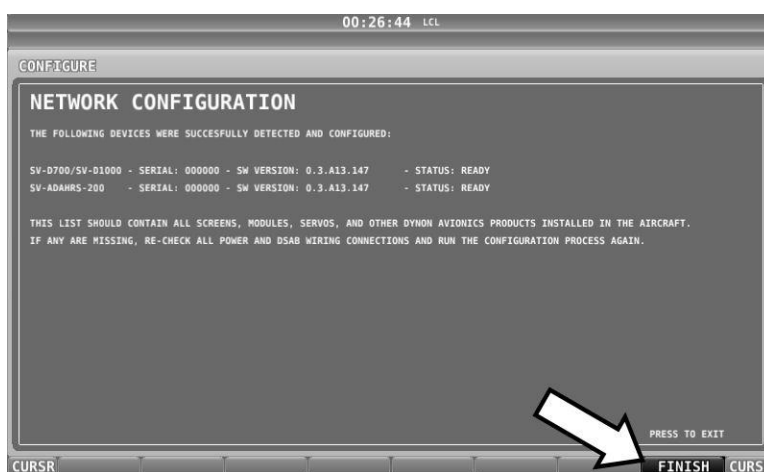 00:26:44 LCL
CONFIGURE
NETWORK CONFIGURATION
THE FOLLOWING DEVICES WERE SUCCESFULLY DETECTED AND CONFIGURED:
SV-D700/SV-D1000 - SERIAL: 000000 - SW VERSION: 0.3.A13.147 - STATUS: READY
SV-ADAHRS-200 - SERIAL: 000000 - SW VERSION: 0.3.A13.147 - STATUS: READY
THIS LIST SHOULD CONTAIN ALL SCREENS, MODULES, SERVOS, AND OTHER DYNON AVIONICS PRODUCTS INSTALLED IN THE AIRCRAFT.
IF ANY ARE MISSING, RE-CHECK ALL POWER AND DSAB WIRING CONNECTIONS AND RUN THE CONFIGURATION PROCESS AGAIN.
PRESS TO EXIT
CURSR FINISH CURS